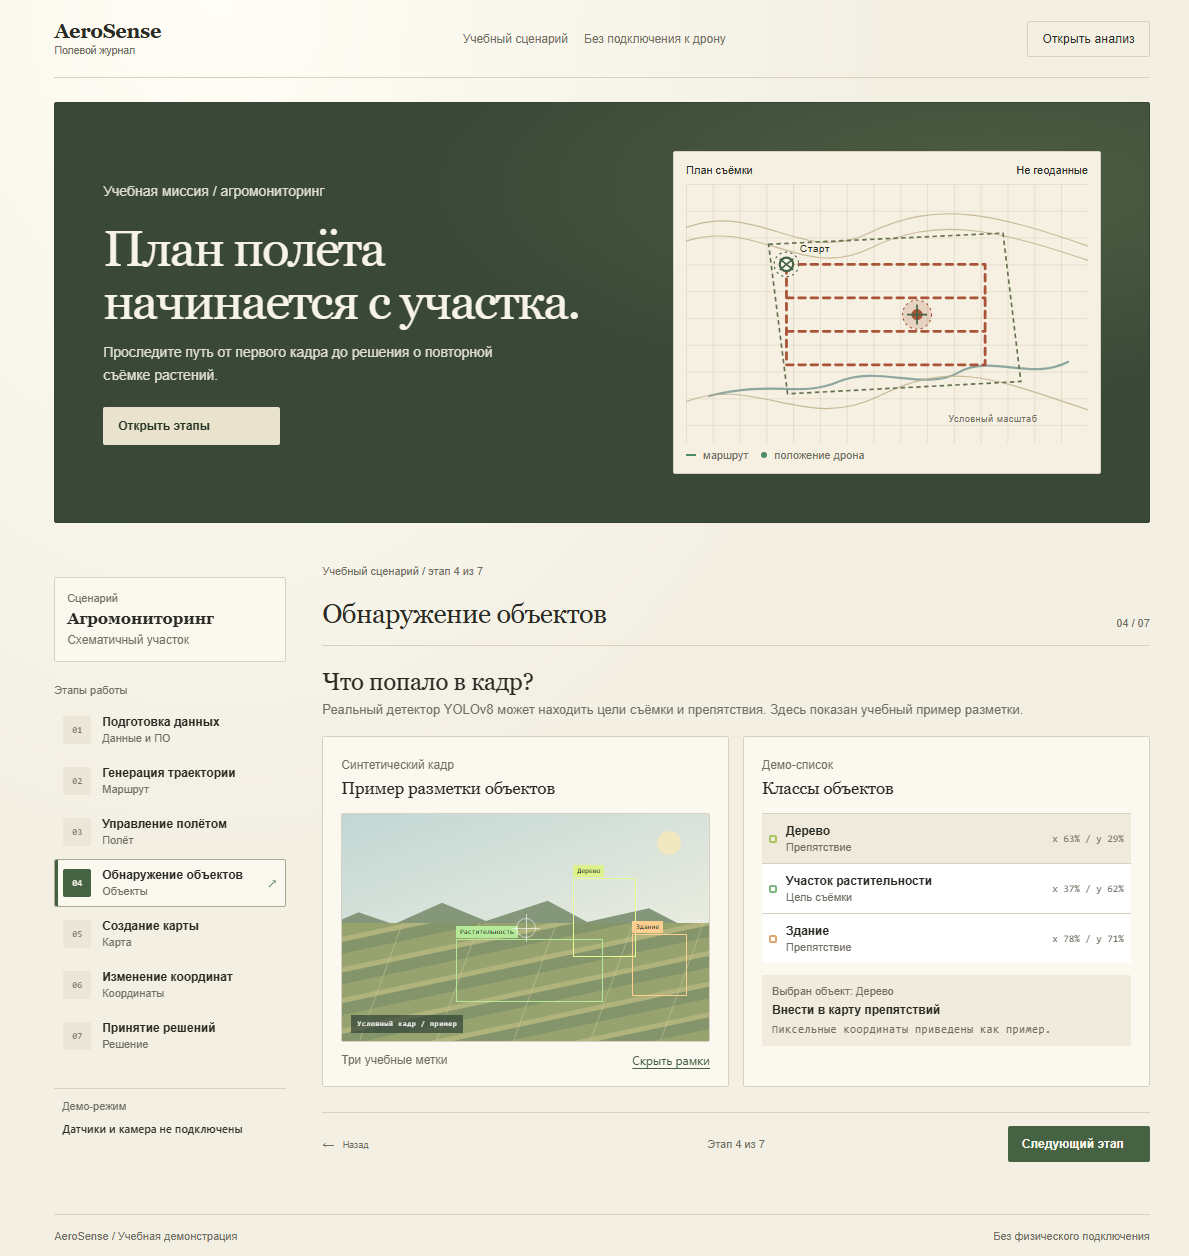 AeroSense
Полевой журнал
Учебный сценарий
Без подключения к дрону
Открыть анализ
Учебная миссия / агромониторинг
План полёта
начинается с участка.
Проследите путь от первого кадра до решения о повторной
съёмке растений.
Открыть этапы
План съёмки
Не геоданные
Старт
Условный масштаб
маршрут
положение дрона
Сценарий
Агромониторинг
Схематичный участок
Этапы работы
01
Подготовка данных
Данные и ПО
02
Генерация траектории
Маршрут
03
Управление полётом
Полёт
04
Обнаружение объектов
Объекты
↗
05
Создание карты
Карта
06
Изменение координат
Координаты
07
Принятие решений
Решение
Демо-режим
Датчики и камера не подключены
Учебный сценарий / этап 4 из 7
Обнаружение объектов
04 / 07
Что попало в кадр?
Реальный детектор YOLOv8 может находить цели съёмки и препятствия. Здесь показан учебный пример разметки.
Синтетический кадр
Пример разметки объектов
Дерево
Растительность
Здание
Условный кадр / пример
Три учебные метки
Скрыть рамки
Демо-список
Классы объектов
Дерево
Препятствие
x 63% / y 29%
Участок растительности
Цель съёмки
x 37% / y 62%
Здание
Препятствие
x 78% / y 71%
Выбран объект: Дерево
Внести в карту препятствий
Пиксельные координаты приведены как пример.
← Назад
Этап 4 из 7
Следующий этап
AeroSense / Учебная демонстрация
Без физического подключения